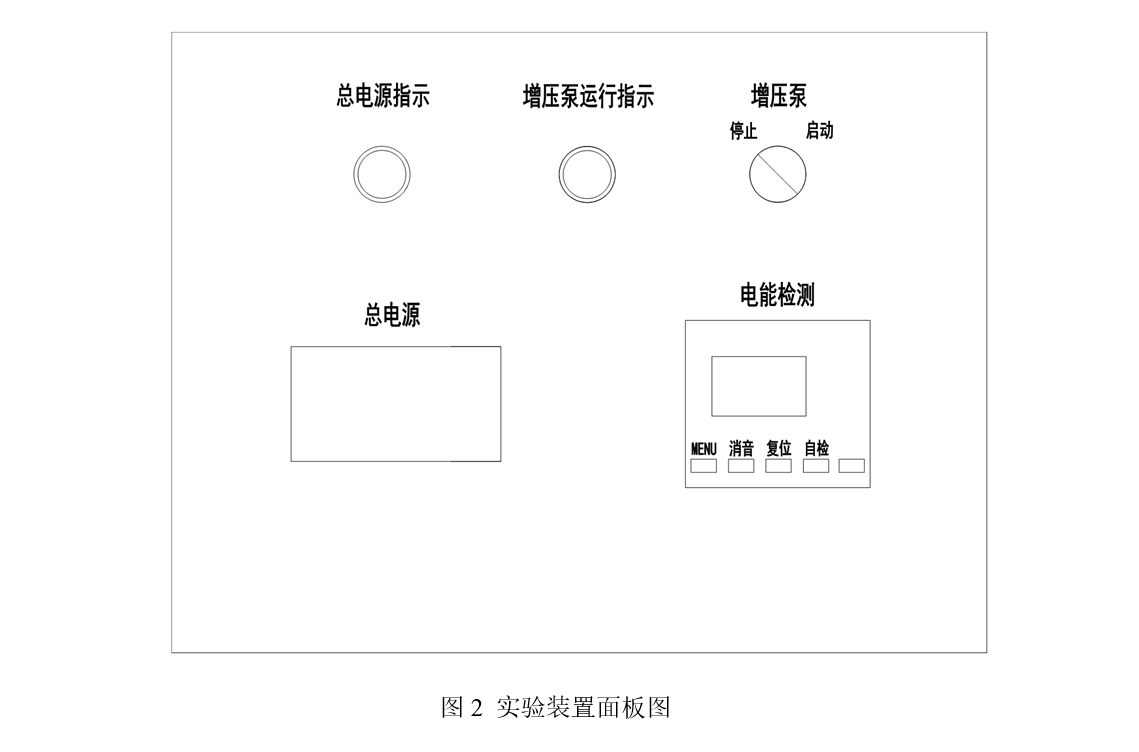 总电源指示
增压泵运行指示
增压泵
停止
启动
电能检测
总电源
MENU
消音
复位
自检
图 2 实验装置面板图